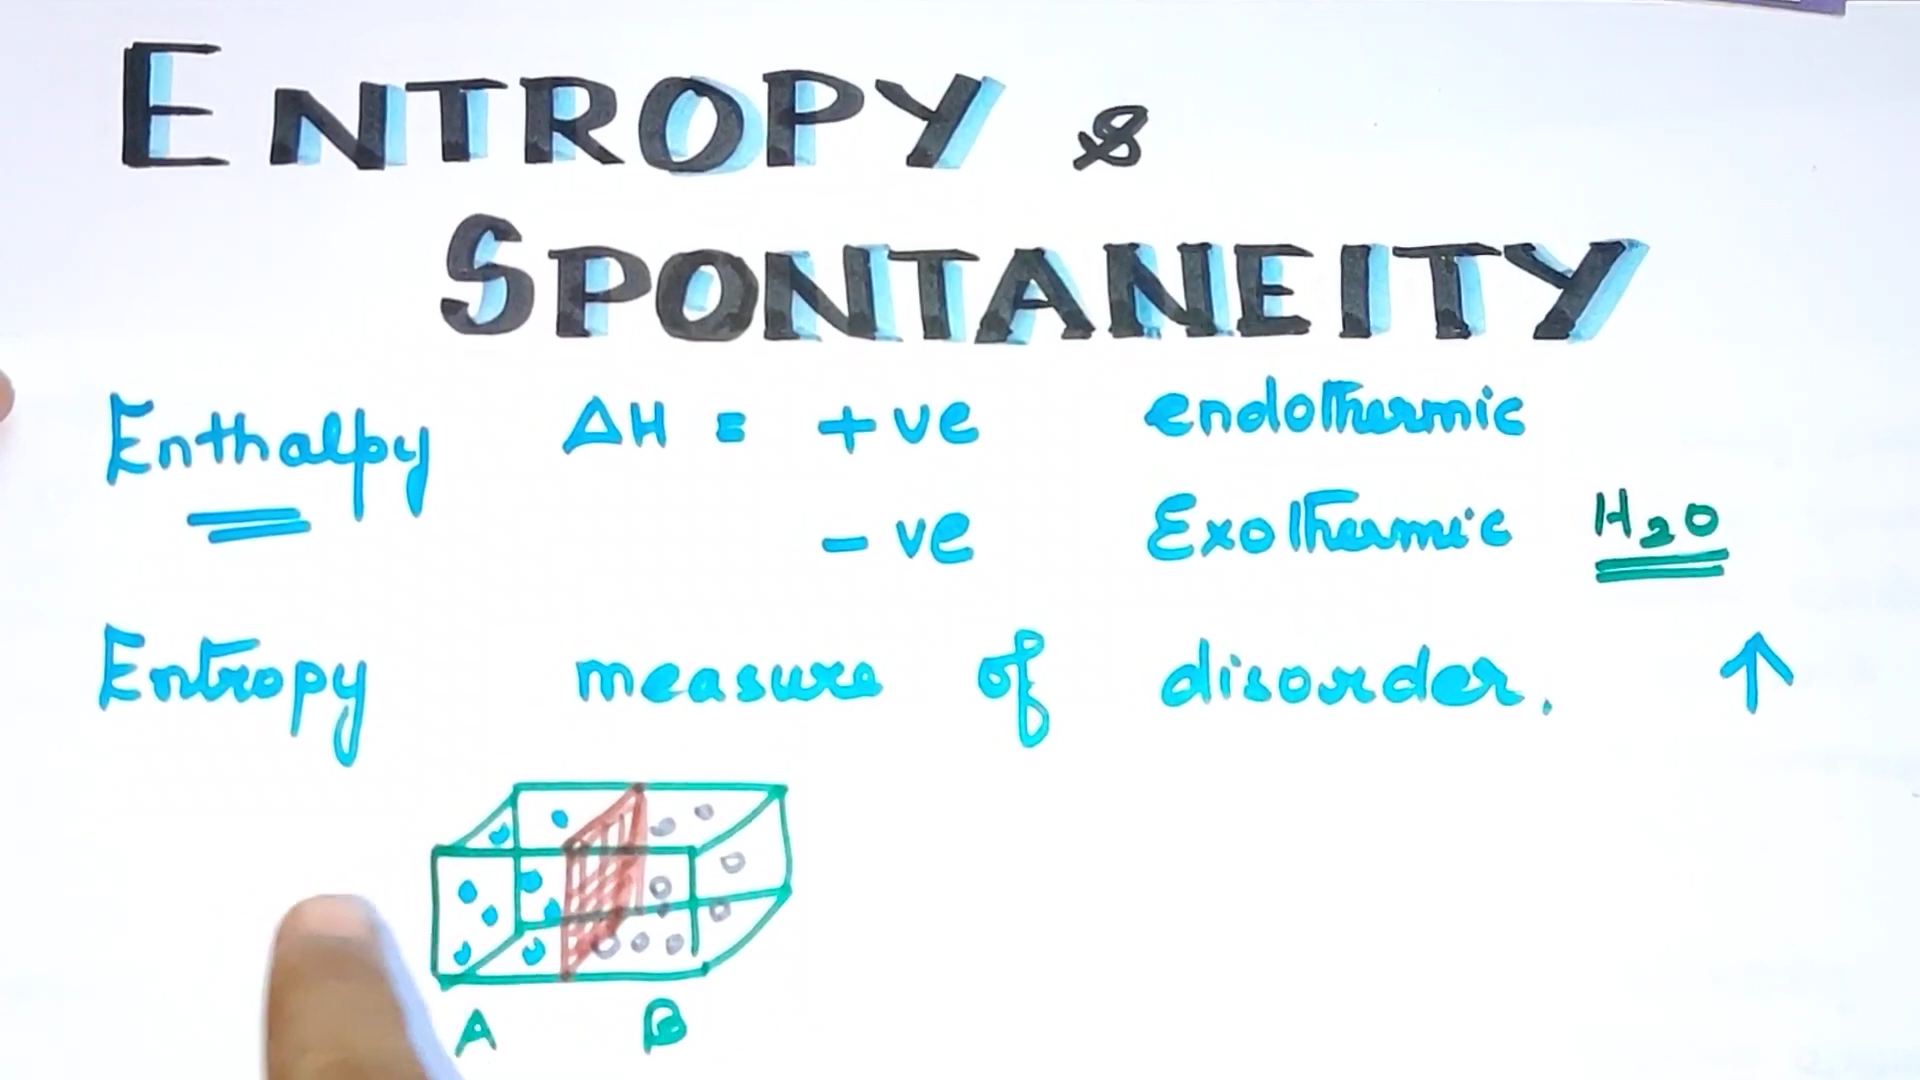 ENTROPY &
SPONTANEITY
Enthalpy ΔH = +ve endothermic
-ve Exothermic H₂O
Entropy measure of disorder. ↑
A B